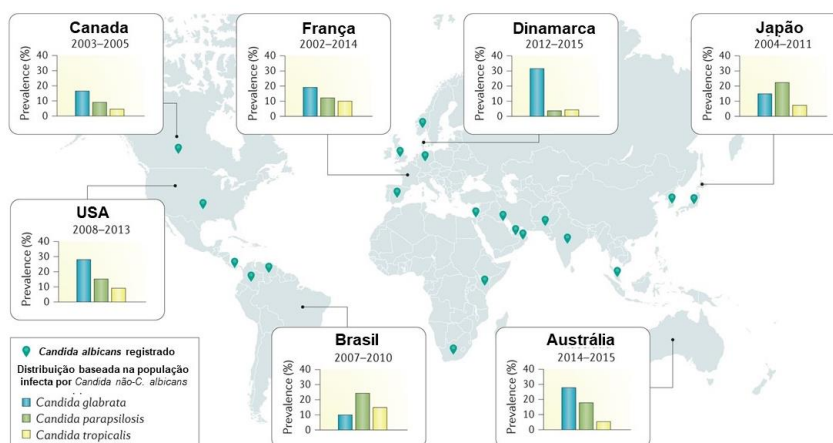 Canada
2003–2005
Prevalence (%)
40
30
20
10
0
França
2002–2014
Prevalence (%)
40
30
20
10
0
Dinamarca
2012–2015
Prevalence (%)
40
30
20
10
0
Japão
2004–2011
Prevalence (%)
40
30
20
10
0
USA
2008–2013
Prevalence (%)
40
30
20
10
0
Brasil
2007–2010
Prevalence (%)
40
30
20
10
0
Austrália
2014–2015
Prevalence (%)
40
30
20
10
0
Candida albicans registrado
Distribuição baseada na população
infecta por Candida não-C. albicans
Candida glabrata
Candida parapsilosis
Candida tropicalis